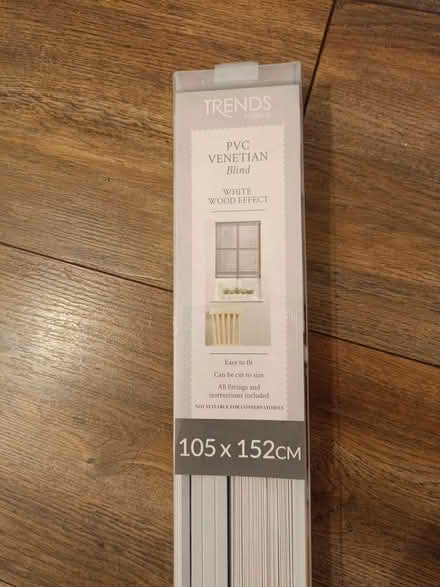 TRENDS
PVC
VENETIAN
Blind
WHITE
WOOD EFFECT
Easy to fit
Can be cut to size
All fittings and
instructions included
NOT SUITABLE FOR CONSERVATORIES
105 x 152CM